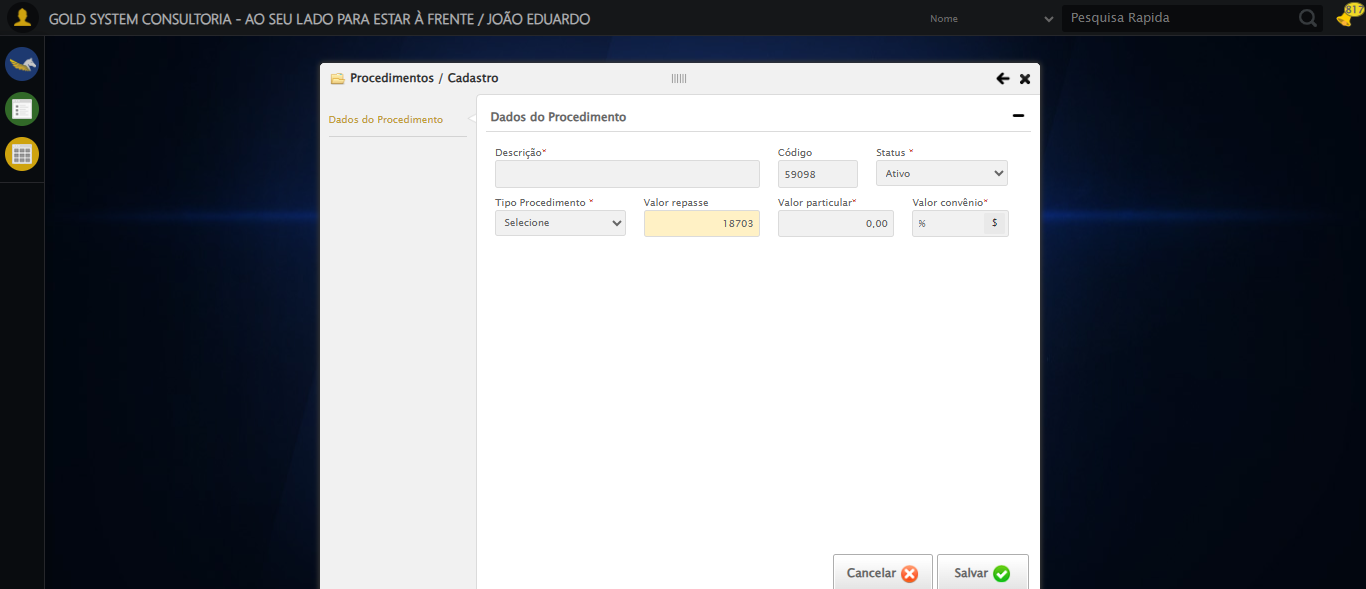 GOLD SYSTEM CONSULTORIA - AO SEU LADO PARA ESTAR À FRENTE / JOÃO EDUARDO
Nome
Pesquisa Rapida
817
Procedimentos / Cadastro
Dados do Procedimento
Dados do Procedimento
Descrição* Código Status *
59098 Ativo
Tipo Procedimento * Valor repasse Valor particular* Valor convênio*
Selecione 18703 0,00 % $
Cancelar Salvar